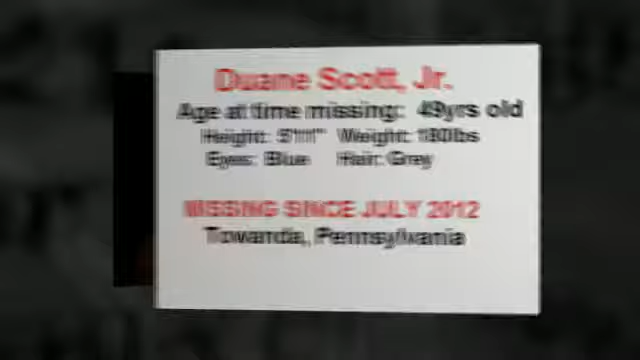 Duane Scott, Jr.
Age at time missing: 49yrs old
Height: 5'11" Weight: 180lbs
Eyes: Blue Hair: Grey
MISSING SINCE JULY 2012
Towanda, Pennsylvania